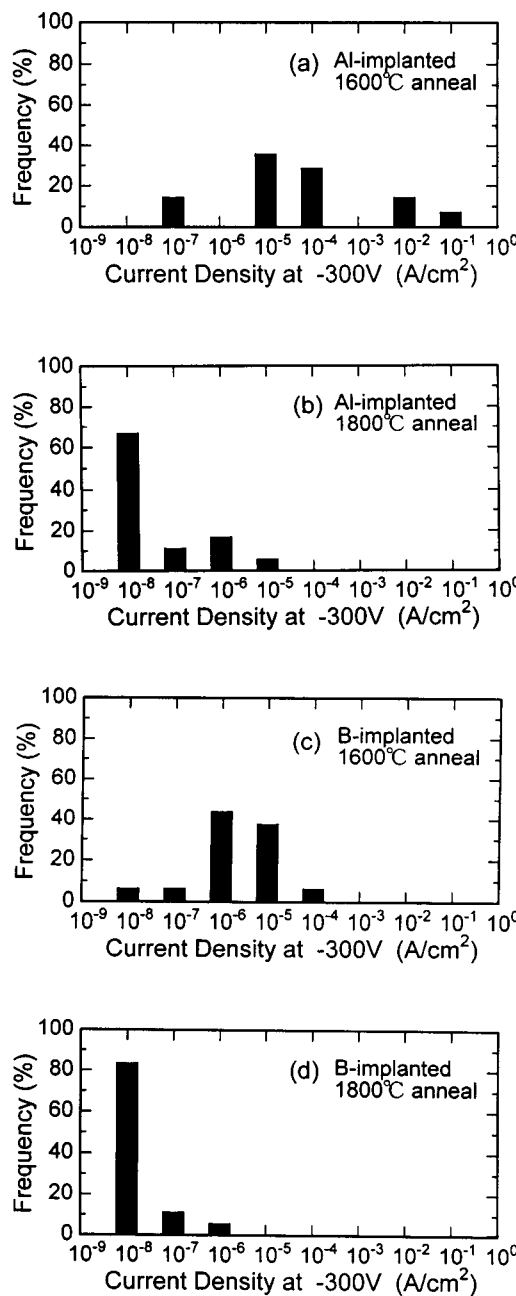 100
80
60
40
20
0
Frequency (%)
(a) Al-implanted
1600℃ anneal
10⁻⁹ 10⁻⁸ 10⁻⁷ 10⁻⁶ 10⁻⁵ 10⁻⁴ 10⁻³ 10⁻² 10⁻¹ 10⁰
Current Density at -300V (A/cm²)
100
80
60
40
20
0
Frequency (%)
(b) Al-implanted
1800℃ anneal
10⁻⁹ 10⁻⁸ 10⁻⁷ 10⁻⁶ 10⁻⁵ 10⁻⁴ 10⁻³ 10⁻² 10⁻¹ 10⁰
Current Density at -300V (A/cm²)
100
80
60
40
20
0
Frequency (%)
(c) B-implanted
1600℃ anneal
10⁻⁹ 10⁻⁸ 10⁻⁷ 10⁻⁶ 10⁻⁵ 10⁻⁴ 10⁻³ 10⁻² 10⁻¹ 10⁰
Current Density at -300V (A/cm²)
100
80
60
40
20
0
Frequency (%)
(d) B-implanted
1800℃ anneal
10⁻⁹ 10⁻⁸ 10⁻⁷ 10⁻⁶ 10⁻⁵ 10⁻⁴ 10⁻³ 10⁻² 10⁻¹ 10⁰
Current Density at -300V (A/cm²)